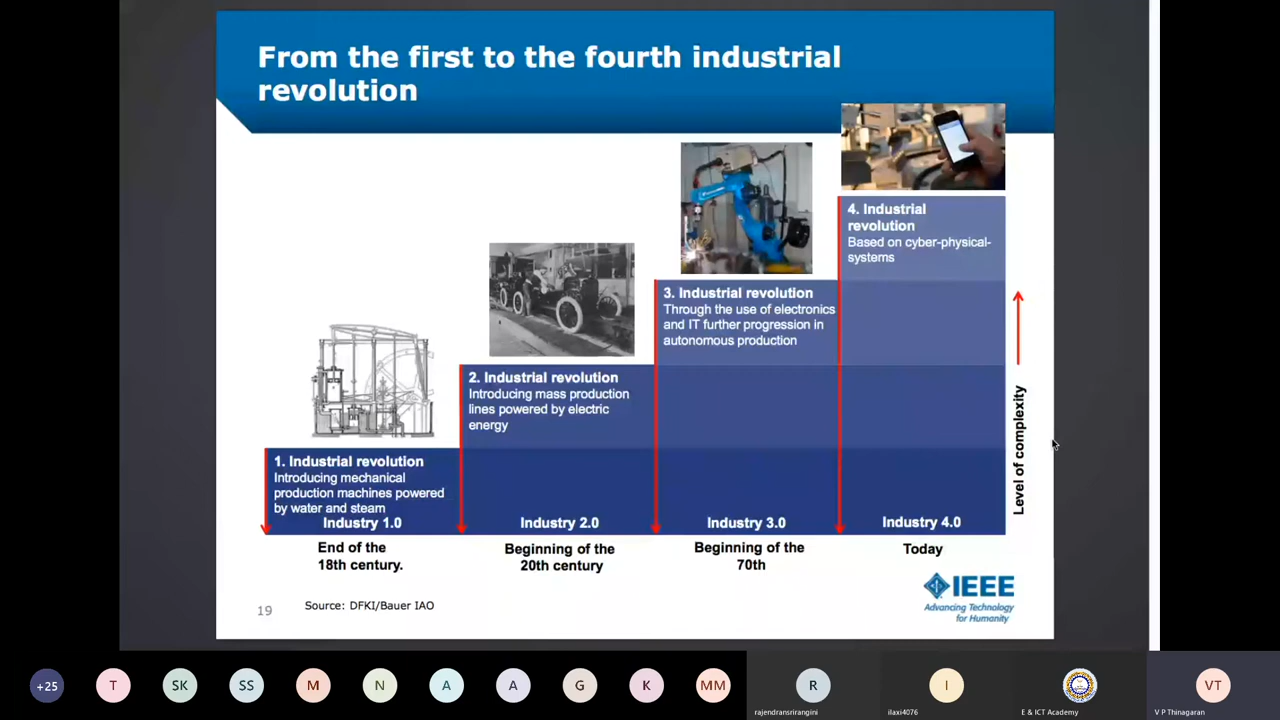 From the first to the fourth industrial
revolution
4. Industrial
revolution
Based on cyber-physical-
systems
3. Industrial revolution
Through the use of electronics
and IT further progression in
autonomous production
2. Industrial revolution
Introducing mass production
lines powered by electric
energy
1. Industrial revolution
Introducing mechanical
production machines powered
by water and steam
Level of complexity
Industry 1.0
Industry 2.0
Industry 3.0
Industry 4.0
End of the
18th century.
Beginning of the
20th century
Beginning of the
70th
Today
19
Source: DFKI/Bauer IAO
IEEE
Advancing Technology
for Humanity
+25
T
SK
SS
M
N
A
A
G
K
MM
R
I
VT
rajendransrirangini
ilaxi4076
E & ICT Academy
V P Thinagaran